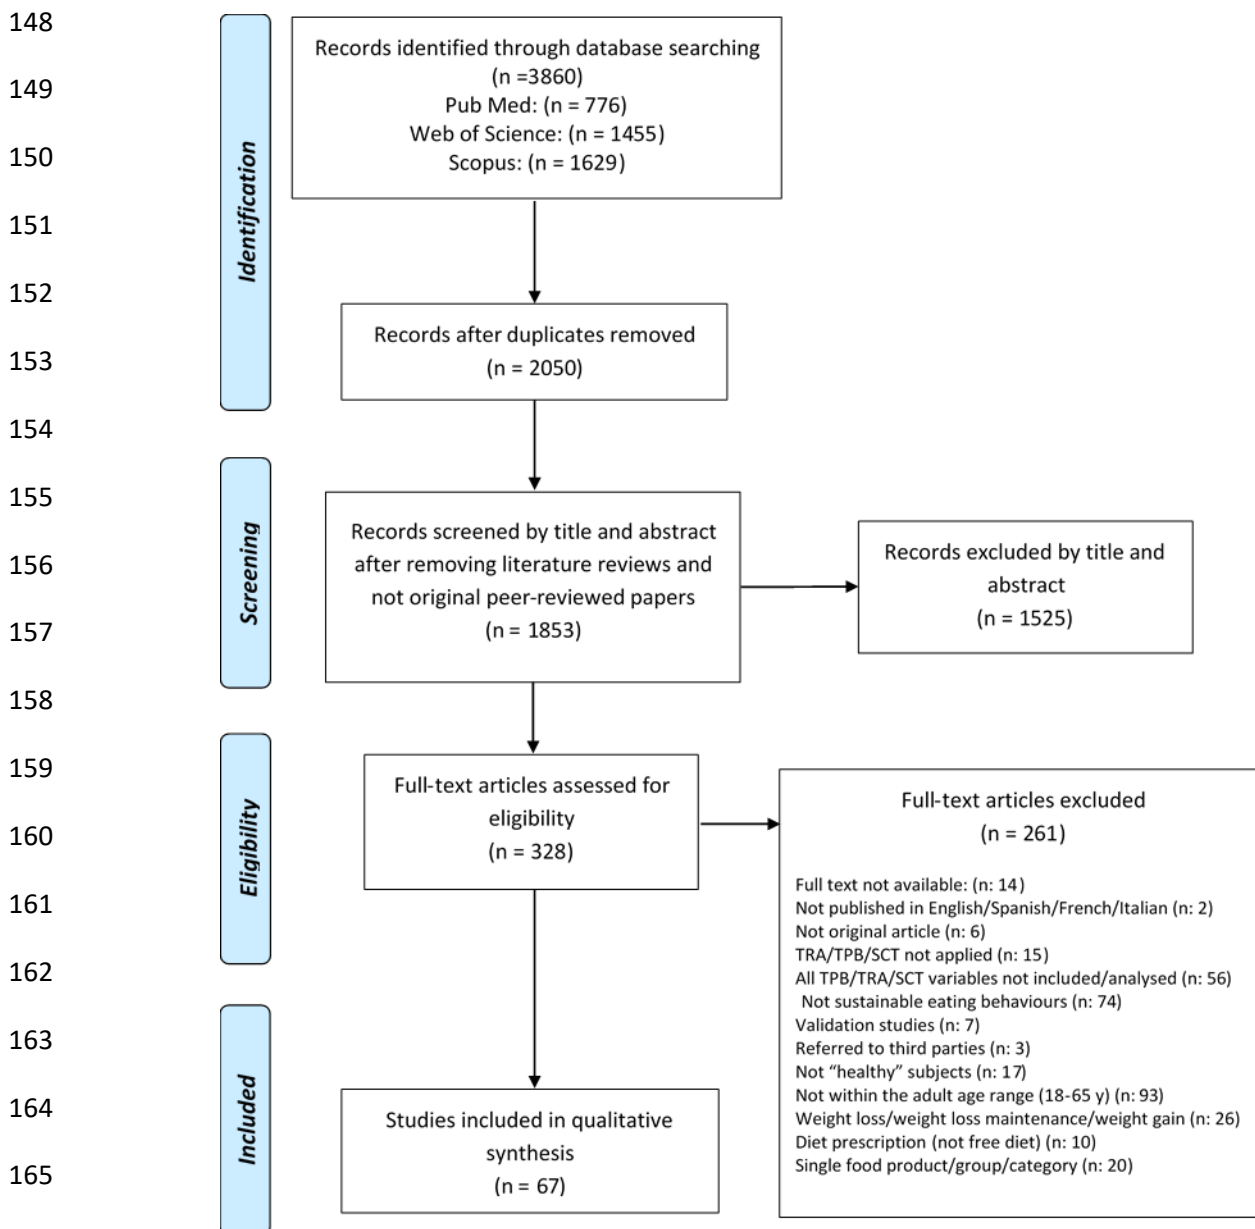 148
149
150
151
152
153
154
155
156
157
158
159
160
161
162
163
164
165
Identification
Records identified through database searching
(n =3860)
Pub Med: (n = 776)
Web of Science: (n = 1455)
Scopus: (n = 1629)
Records after duplicates removed
(n = 2050)
Screening
Records screened by title and abstract
after removing literature reviews and
not original peer-reviewed papers
(n = 1853)
Records excluded by title and
abstract
(n = 1525)
Eligibility
Full-text articles assessed for
eligibility
(n = 328)
Full-text articles excluded
(n = 261)
Full text not available: (n: 14)
Not published in English/Spanish/French/Italian (n: 2)
Not original article (n: 6)
TRA/TPB/SCT not applied (n: 15)
All TPB/TRA/SCT variables not included/analysed (n: 56)
Not sustainable eating behaviours (n: 74)
Validation studies (n: 7)
Referred to third parties (n: 3)
Not “healthy” subjects (n: 17)
Not within the adult age range (18-65 y) (n: 93)
Weight loss/weight loss maintenance/weight gain (n: 26)
Diet prescription (not free diet) (n: 10)
Single food product/group/category (n: 20)
Included
Studies included in qualitative
synthesis
(n = 67)